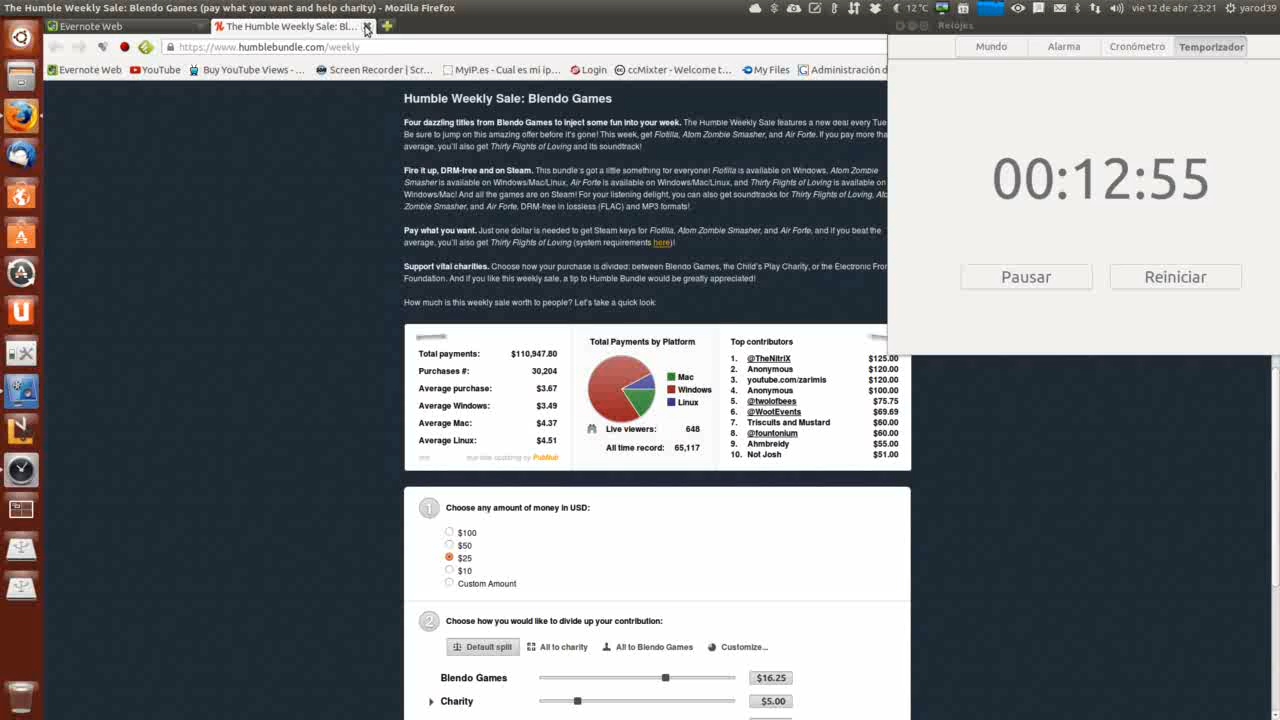 The Humble Weekly Sale: Blendo Games (pay what you want and help charity) - Mozilla Firefox
12°C
vie 12 de abr, 23:21
yarod39
Evernote Web
The Humble Weekly Sale: Bl...
Relojes
https://www.humblebundle.com/weekly
Mundo
Alarma
Cronómetro
Temporizador
Evernote Web
YouTube
Buy YouTube Views - ...
Screen Recorder | Scr...
MyIP.es - Cual es mi ip...
Login
ccMixter - Welcome t...
My Files
Administración d
Humble Weekly Sale: Blendo Games
Four dazzling titles from Blendo Games to inject some fun into your week. The Humble Weekly Sale features a new deal every Tue
Be sure to jump on this amazing offer before it's gone! This week, get Flotilla, Atom Zombie Smasher, and Air Forte. If you pay more tha
average, you'll also get Thirty Flights of Loving and its soundtrack!
Fire it up, DRM-free and on Steam. This bundle's got a little something for everyone! Flotilla is available on Windows, Atom Zombie
Smasher is available on Windows/Mac/Linux, Air Forte is available on Windows/Mac/Linux, and Thirty Flights of Loving is available on
Windows/Mac! And all the games are on Steam! For your listening delight, you can also get soundtracks for Thirty Flights of Loving, Ato
Zombie Smasher, and Air Forte, DRM-free in lossless (FLAC) and MP3 formats!
Pay what you want. Just one dollar is needed to get Steam keys for Flotilla, Atom Zombie Smasher, and Air Forte, and if you beat the
average, you'll also get Thirty Flights of Loving (system requirements here)!
Support vital charities. Choose how your purchase is divided: between Blendo Games, the Child's Play Charity, or the Electronic Fron
Foundation. And if you like this weekly sale, a tip to Humble Bundle would be greatly appreciated!
How much is this weekly sale worth to people? Let's take a quick look:
00:12:55
Pausar
Reiniciar
Total payments: $110,947.80
Purchases #: 30,204
Average purchase: $3.67
Average Windows: $3.49
Average Mac: $4.37
Average Linux: $4.51
real-time updating by PubNub
Total Payments by Platform
Mac
Windows
Linux
Live viewers: 648
All time record: 65,117
Top contributors
1. @TheNitrIX $125.00
2. Anonymous $120.00
3. youtube.com/zarimis $120.00
4. Anonymous $100.00
5. @twolofbees $75.75
6. @WootEvents $69.69
7. Triscuits and Mustard $60.00
8. @fountonium $60.00
9. Ahmbreidy $55.00
10. Not Josh $51.00
1 Choose any amount of money in USD:
$100
$50
$25
$10
Custom Amount
2 Choose how you would like to divide up your contribution:
Default split
All to charity
All to Blendo Games
Customize...
Blendo Games $16.25
Charity $5.00